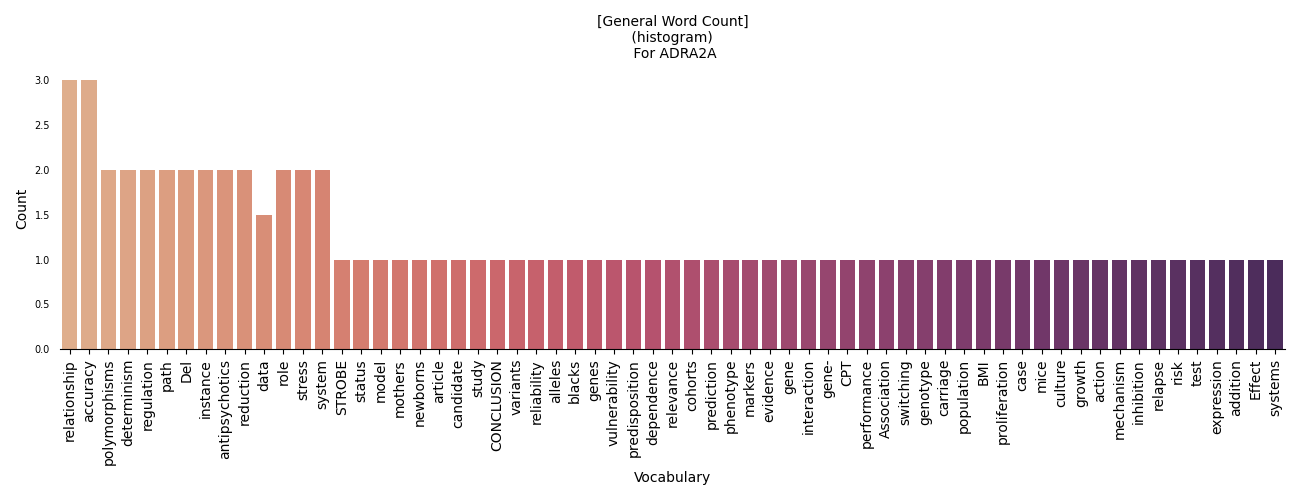 [General Word Count]
(histogram)
For ADRA2A
3.0
2.5
2.0
1.5
1.0
0.5
0.0
Count
relationship
accuracy
polymorphisms
determinism
regulation
path
Del
instance
antipsychotics
reduction
data
role
stress
system
STROBE
status
model
mothers
newborns
article
candidate
study
CONCLUSION
variants
reliability
alleles
blacks
genes
vulnerability
predisposition
dependence
relevance
cohorts
prediction
phenotype
markers
evidence
gene
interaction
gene-
CPT
performance
Association
switching
genotype
carriage
population
BMI
proliferation
case
mice
culture
growth
action
mechanism
inhibition
relapse
risk
test
expression
addition
Effect
systems
Vocabulary